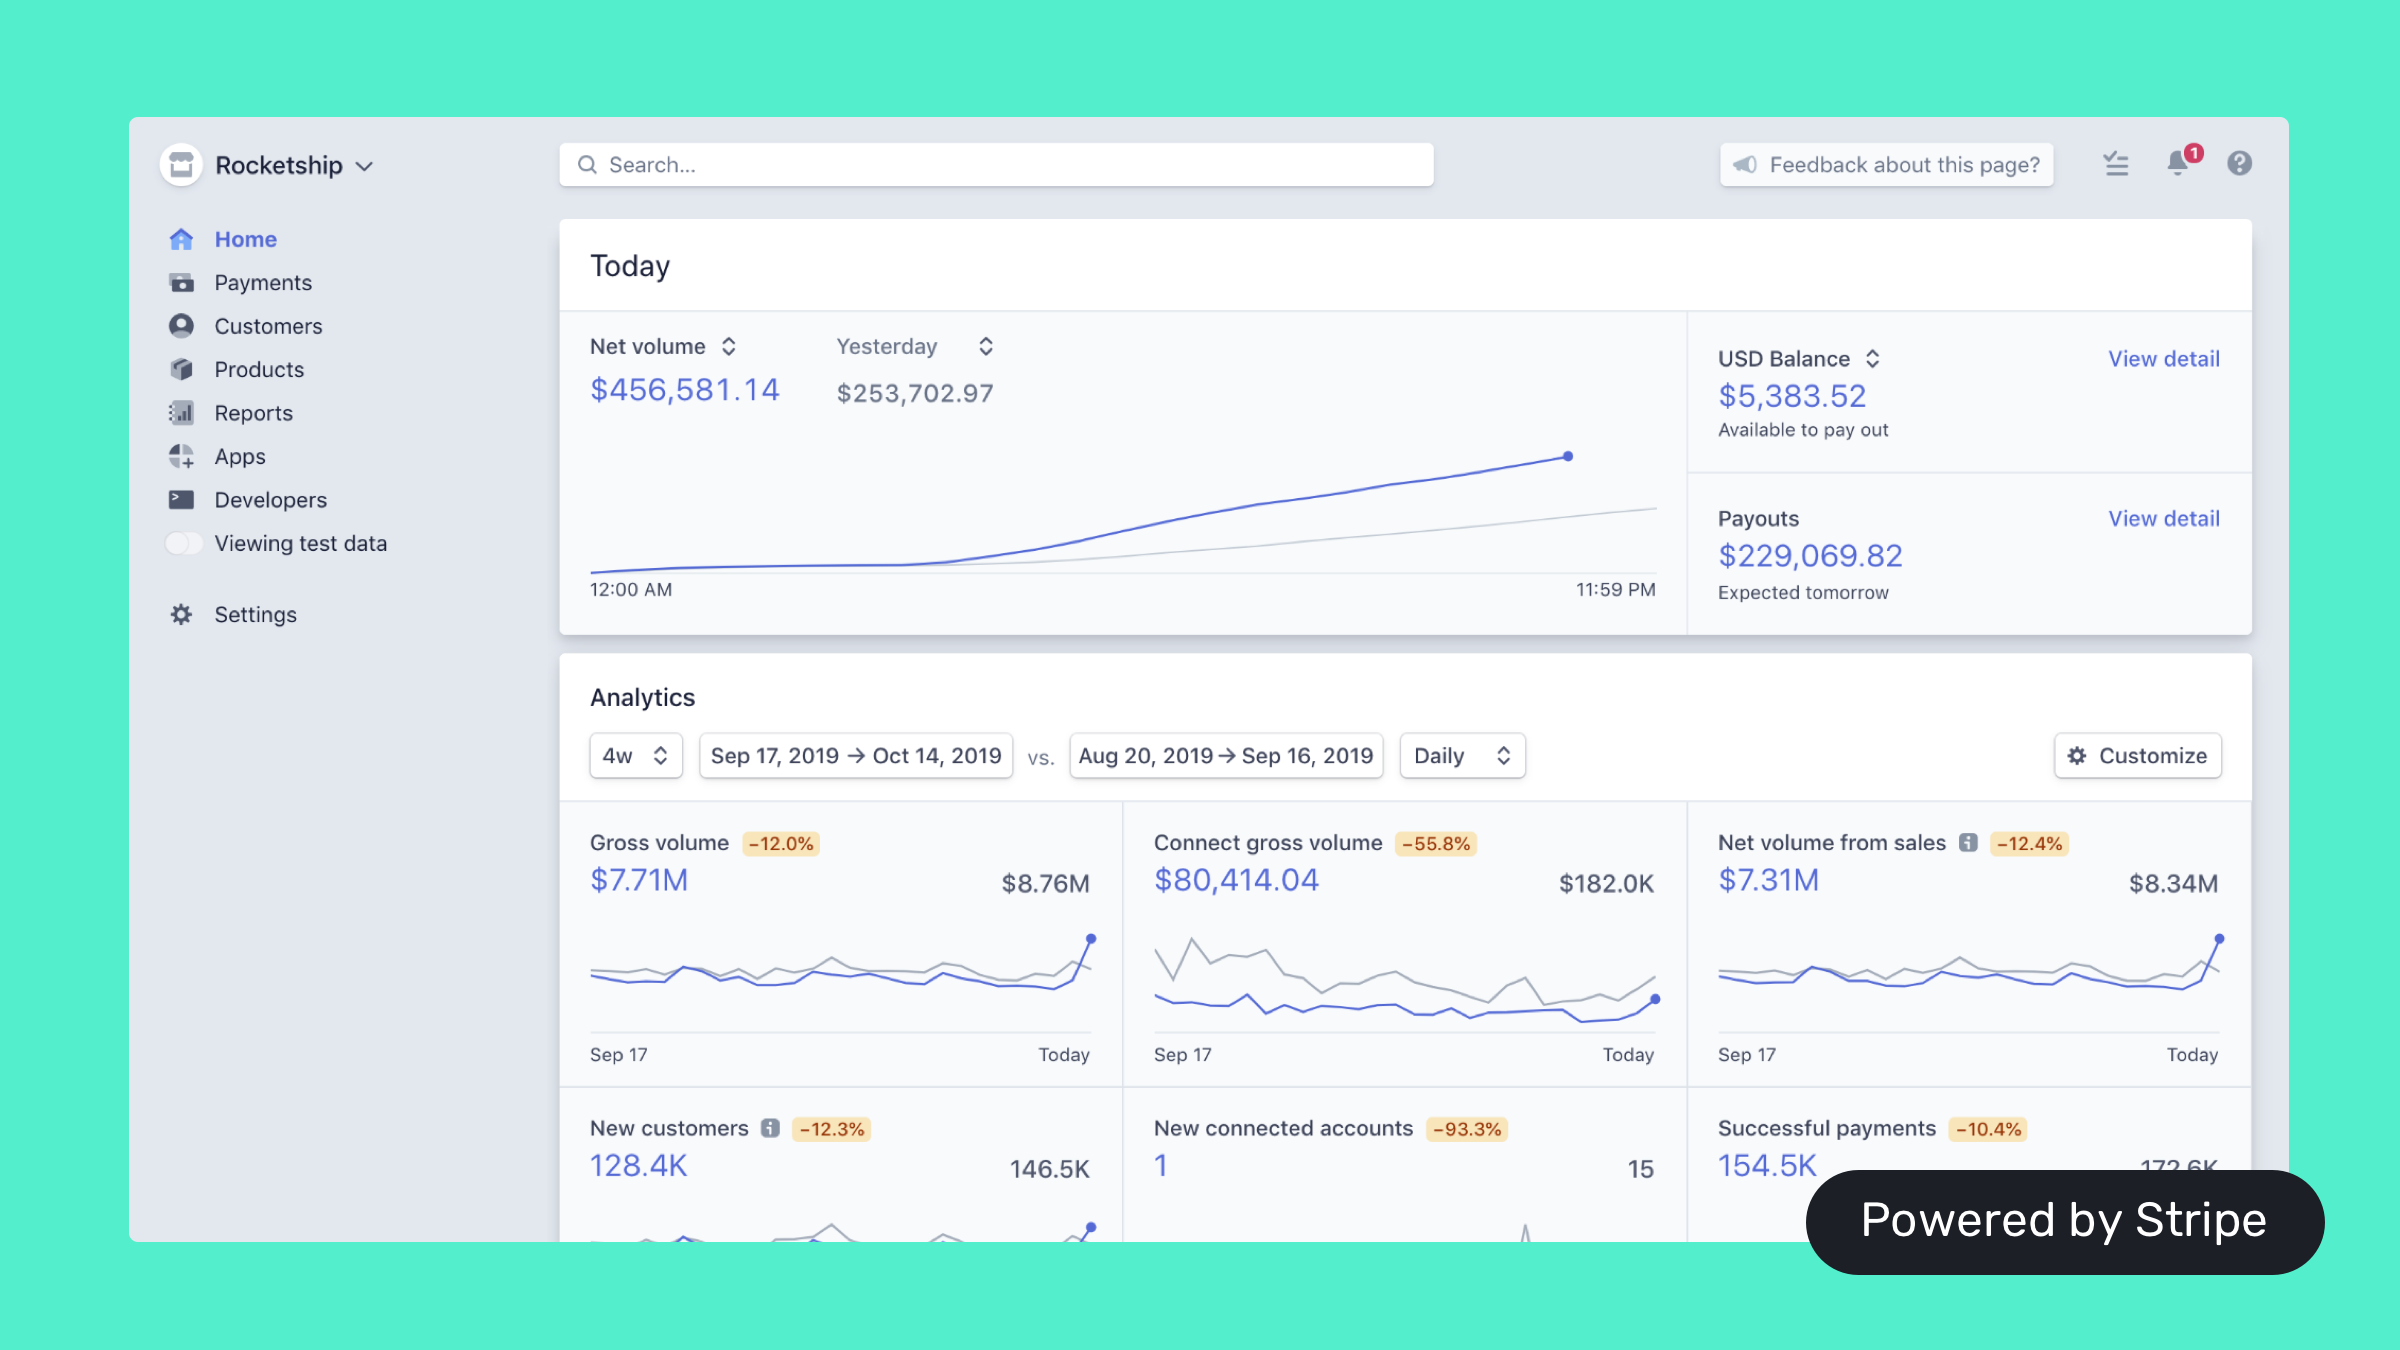 Rocketship
Search...
Feedback about this page?
1
Home
Payments
Customers
Products
Reports
Apps
Developers
Viewing test data
Settings
Today
Net volume
Yesterday
$456,581.14
$253,702.97
12:00 AM
11:59 PM
USD Balance
View detail
$5,383.52
Available to pay out
Payouts
View detail
$229,069.82
Expected tomorrow
Analytics
4w
Sep 17, 2019 → Oct 14, 2019
vs.
Aug 20, 2019 → Sep 16, 2019
Daily
Customize
Gross volume −12.0%
$7.71M
$8.76M
Sep 17
Today
Connect gross volume −55.8%
$80,414.04
$182.0K
Sep 17
Today
Net volume from sales −12.4%
$7.31M
$8.34M
Sep 17
Today
New customers −12.3%
128.4K
146.5K
New connected accounts −93.3%
1
15
Successful payments −10.4%
154.5K
172.6K
Powered by Stripe